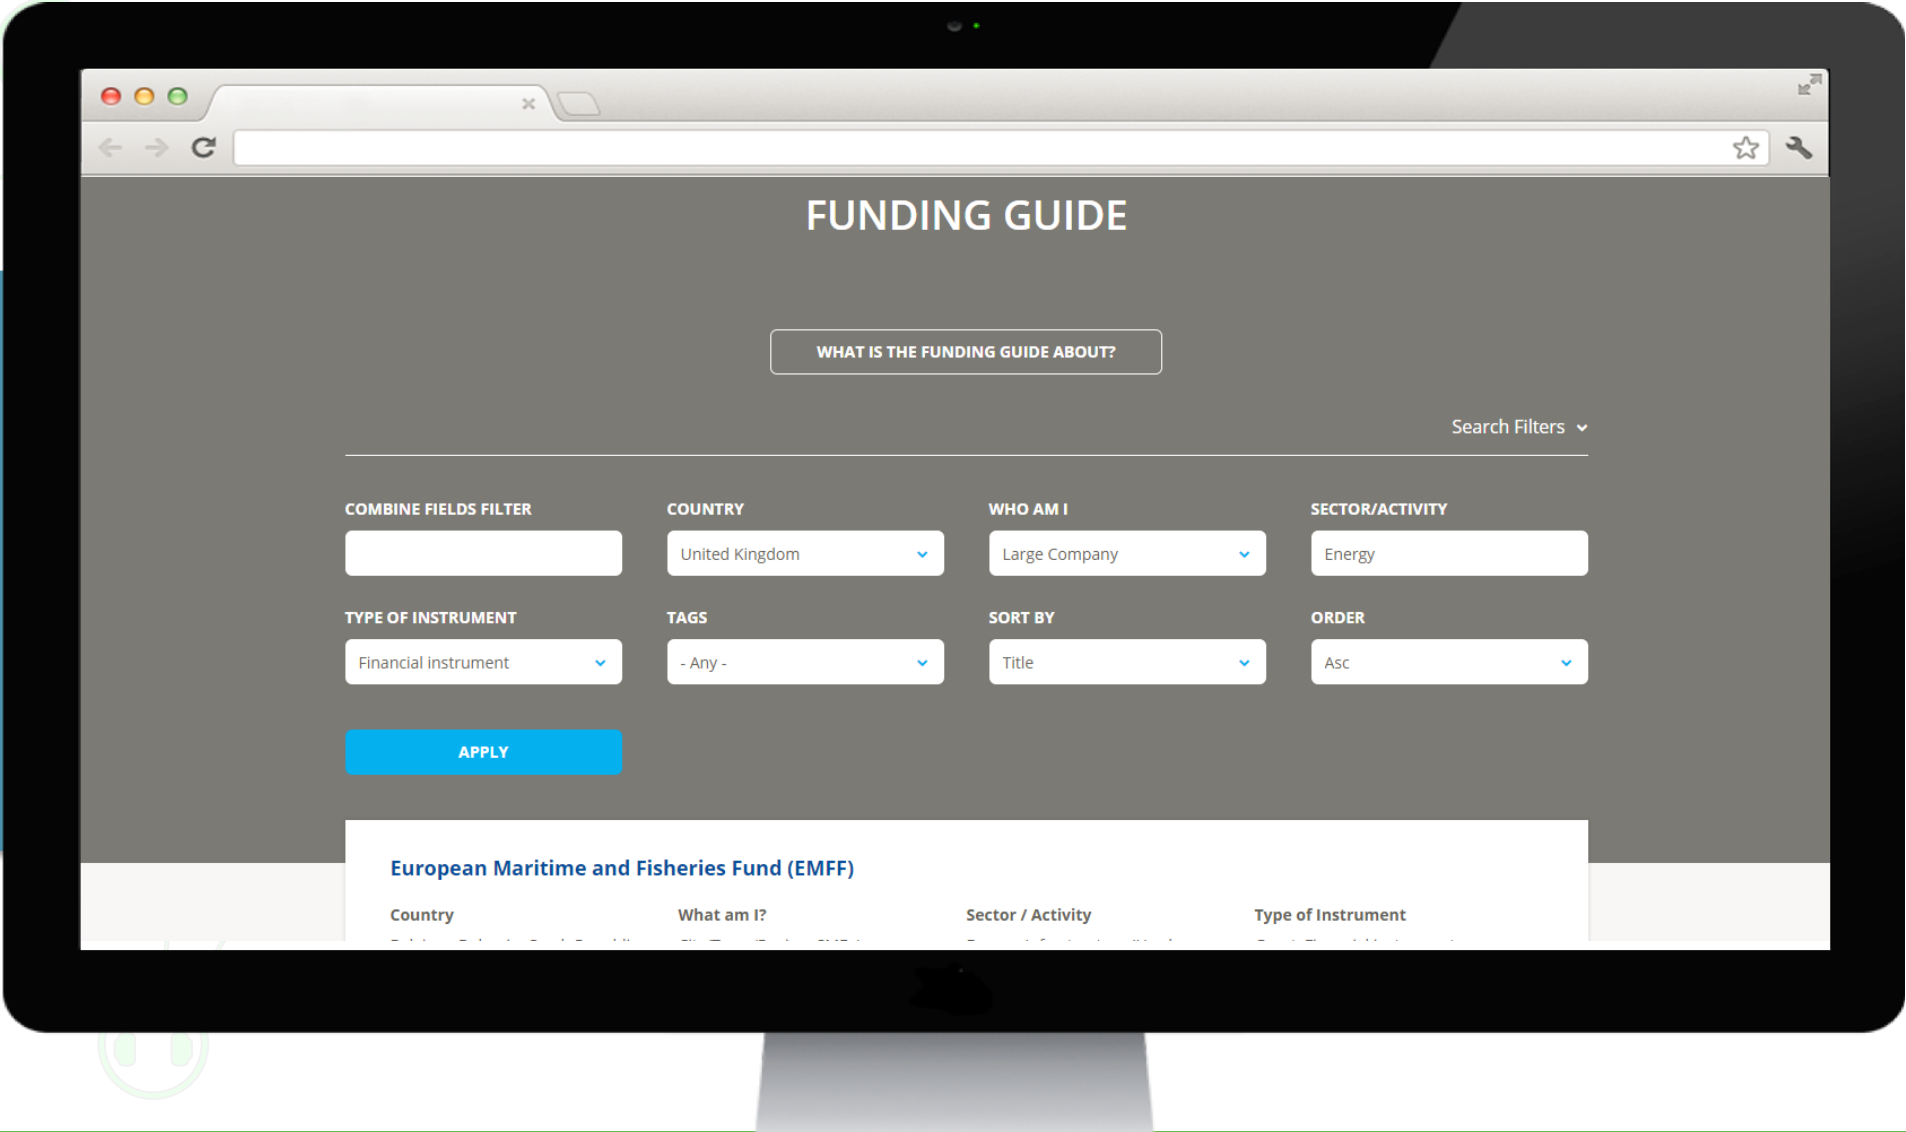 FUNDING GUIDE
WHAT IS THE FUNDING GUIDE ABOUT?
Search Filters
COMBINE FIELDS FILTER COUNTRY WHO AM I SECTOR/ACTIVITY
United Kingdom Large Company Energy
TYPE OF INSTRUMENT TAGS SORT BY ORDER
Financial instrument - Any - Title Asc
APPLY
European Maritime and Fisheries Fund (EMFF)
Country What am I? Sector / Activity Type of Instrument